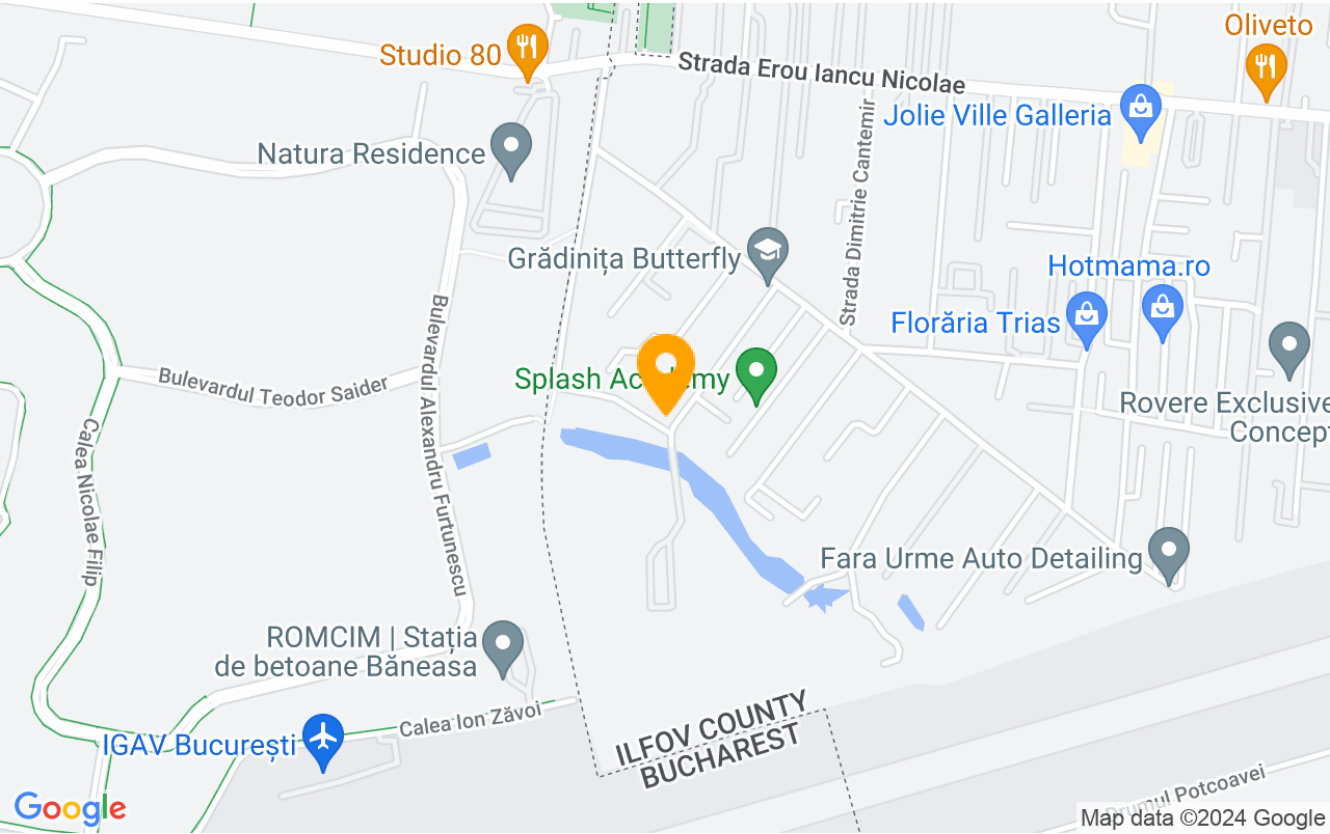 Oliveto
Studio 80
Strada Erou Iancu Nicolae
Jolie Ville Galleria
Natura Residence
Strada Dimitrie Cantemir
Grădinița Butterfly
Hotmama.ro
Florăria Trias
Bulevardul Alexandru Furtunescu
Bulevardul Teodor Saider
Splash Ac my
Rovere Exclusive
Concep
Calea Nicolae Filip
Fara Urme Auto Detailing
ROMCIM | Stația
de betoane Băneasa
Calea Ion Zăvoi
ILFOV COUNTY
BUCHAREST
IGAV București
Drumul Potcoavei
Google
Map data ©2024 Google